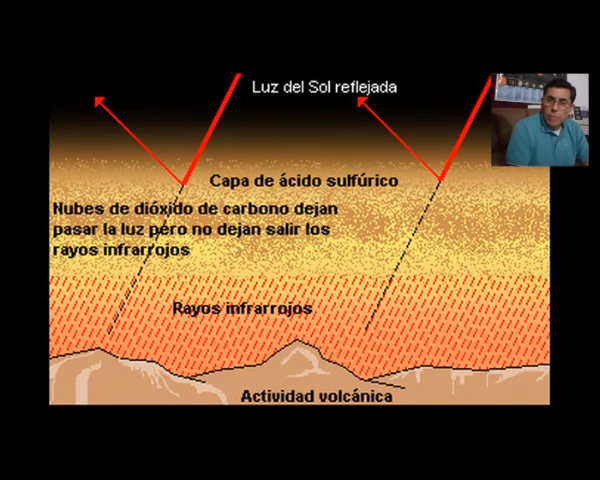 Luz del Sol reflejada
Capa de ácido sulfúrico
Nubes de dióxido de carbono dejan
pasar la luz pero no dejan salir los
rayos infrarrojos
Rayos infrarrojos
Actividad volcánica